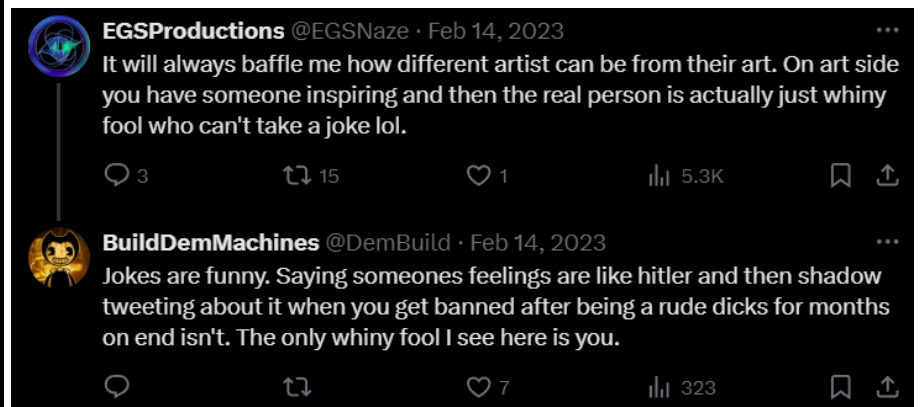 EGSProductions @EGSNaze · Feb 14, 2023
It will always baffle me how different artist can be from their art. On art side
you have someone inspiring and then the real person is actually just whiny
fool who can't take a joke lol.
3 15 1 5.3K
BuildDemMachines @DemBuild · Feb 14, 2023
Jokes are funny. Saying someones feelings are like hitler and then shadow
tweeting about it when you get banned after being a rude dicks for months
on end isn't. The only whiny fool I see here is you.
7 323